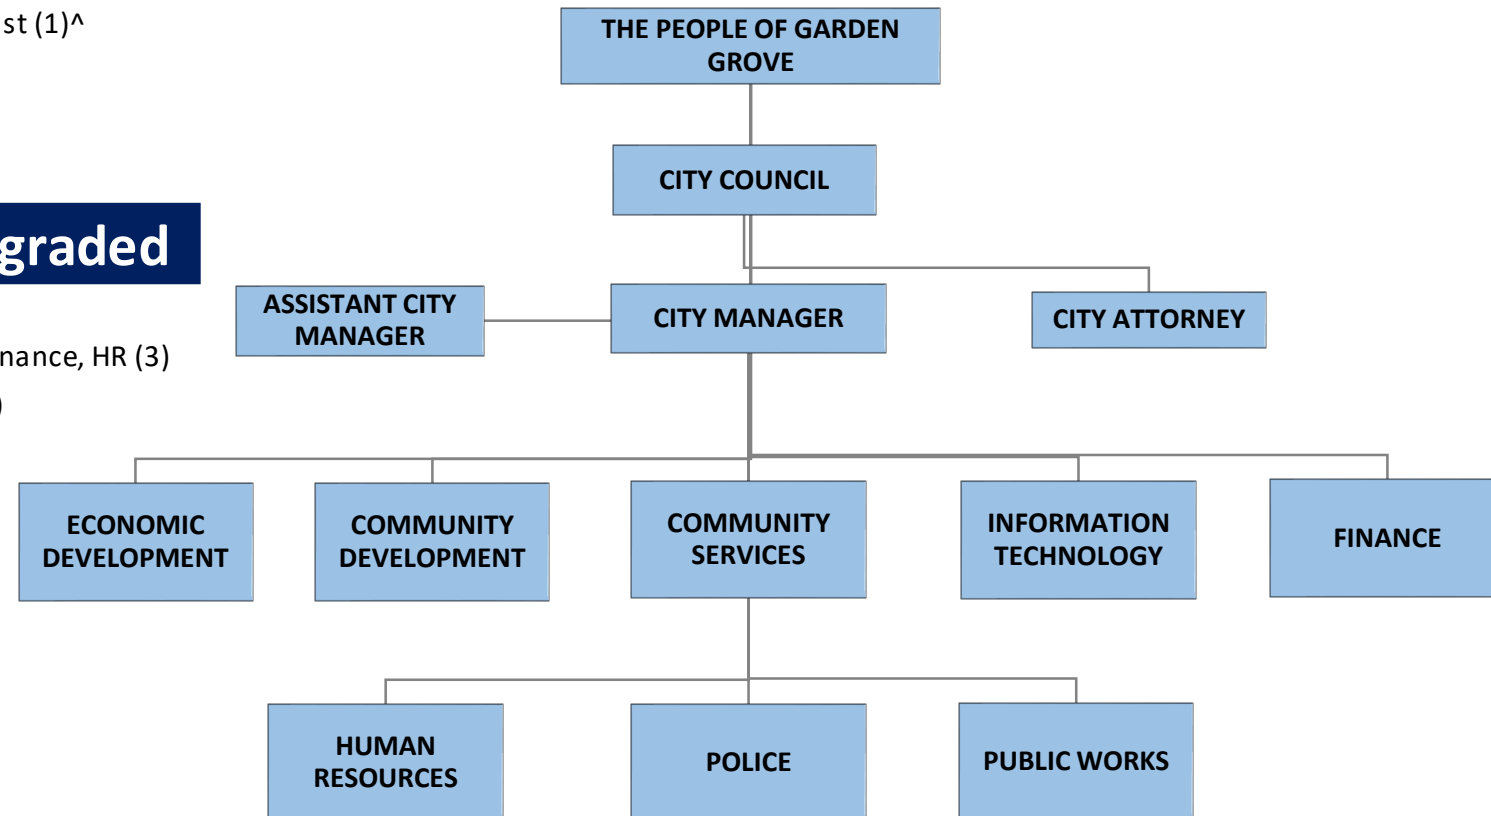 st (1)^
THE PEOPLE OF GARDEN
GROVE
CITY COUNCIL
graded
ASSISTANT CITY
MANAGER
CITY MANAGER
CITY ATTORNEY
nance, HR (3)
)
ECONOMIC
DEVELOPMENT
COMMUNITY
DEVELOPMENT
COMMUNITY
SERVICES
INFORMATION
TECHNOLOGY
FINANCE
HUMAN
RESOURCES
POLICE
PUBLIC WORKS